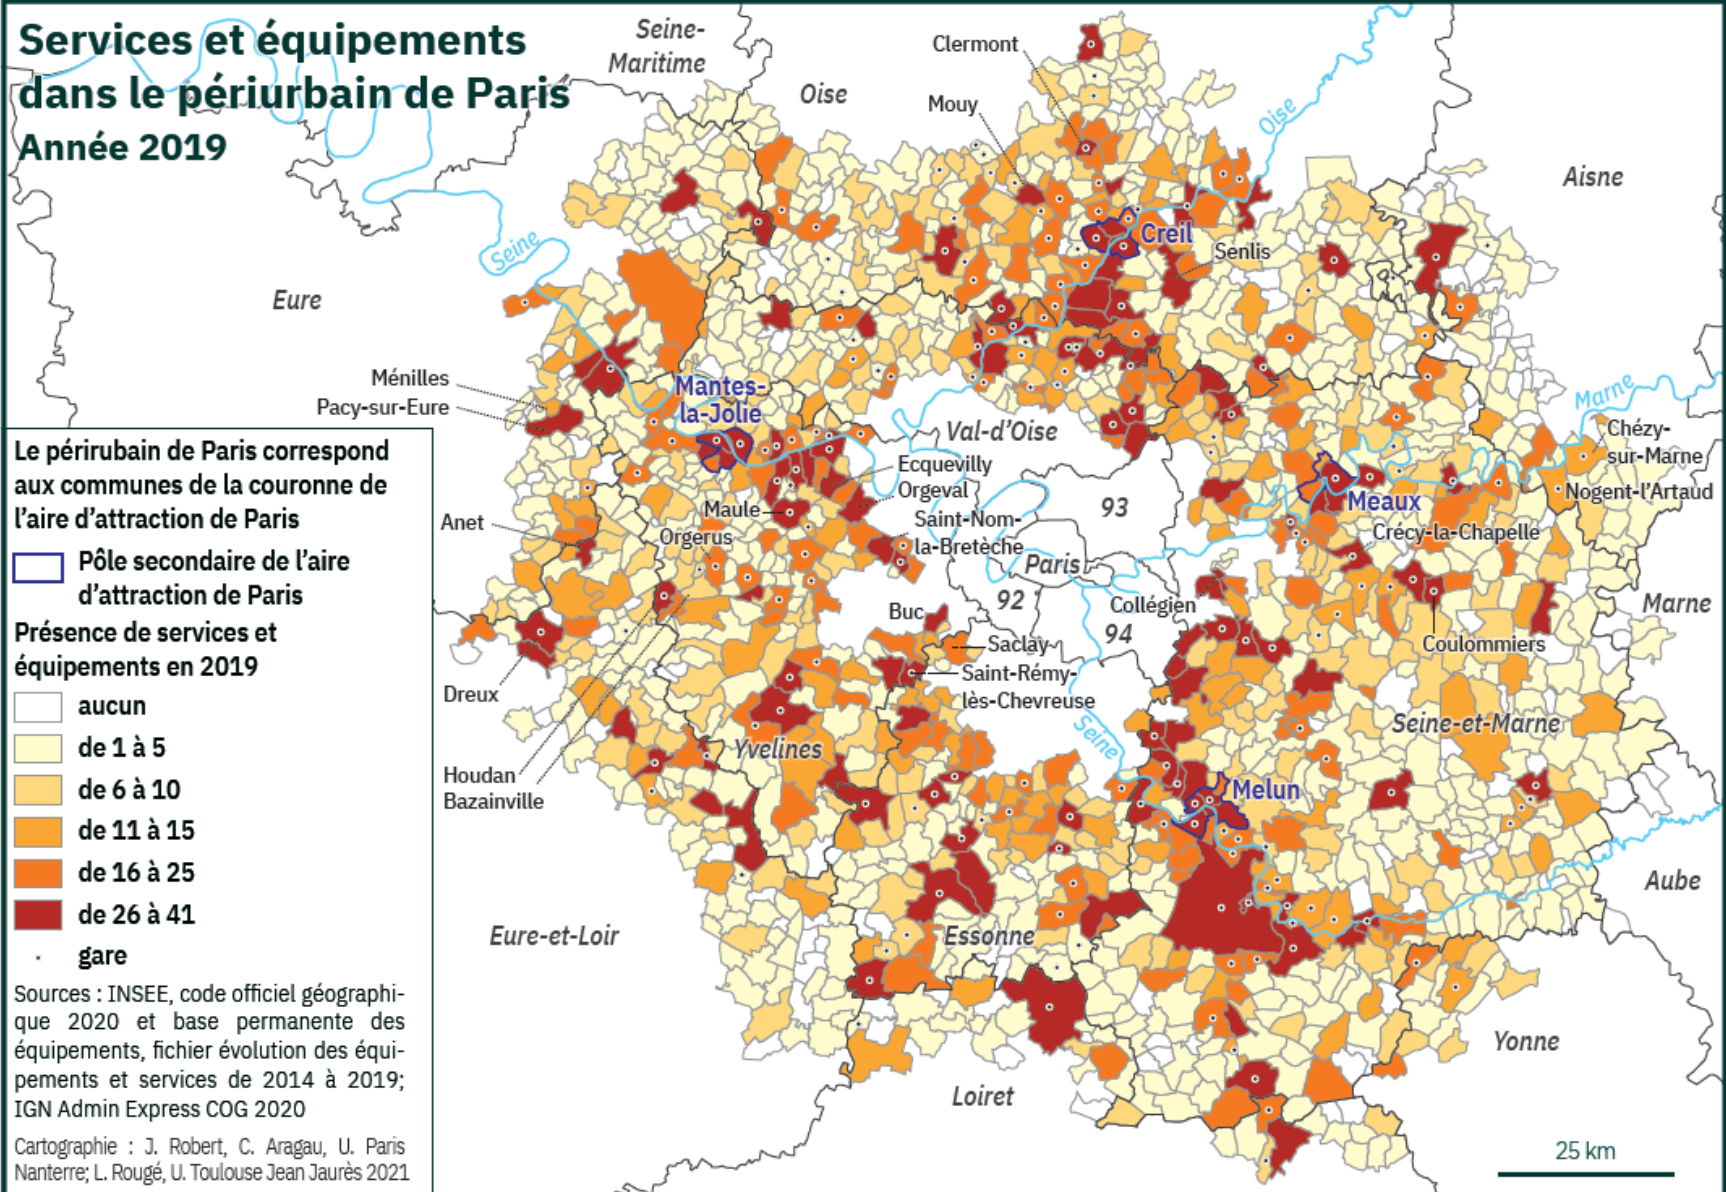 Services et équipements
dans le périurbain de Paris
Année 2019
Seine-
Maritime
Oise
Clermont
Mouy
Oise
Aisne
Seine
Eure
Creil
Senlis
Ménilles
Pacy-sur-Eure
Mantes-
la-Jolie
Val-d'Oise
Marne
Chézy-
sur-Marne
Nogent-l'Artaud
Ecquevilly
Orgeval
Maule
Saint-Nom-
la-Bretèche
93
Meaux
Crécy-la-Chapelle
Anet
Orgerus
Paris
92
94
Collégien
Coulommiers
Marne
Buc
Saclay
Saint-Rémy-
lès-Chevreuse
Dreux
Seine
Yvelines
Seine-et-Marne
Houdan
Bazainville
Melun
Aube
Eure-et-Loir
Essonne
Yonne
Loiret
25 km
Le périrubain de Paris correspond
aux communes de la couronne de
l'aire d'attraction de Paris
Pôle secondaire de l'aire
d'attraction de Paris
Présence de services et
équipements en 2019
aucun
de 1 à 5
de 6 à 10
de 11 à 15
de 16 à 25
de 26 à 41
gare
Sources : INSEE, code officiel géographi-
que 2020 et base permanente des
équipements, fichier évolution des équi-
pements et services de 2014 à 2019;
IGN Admin Express COG 2020
Cartographie : J. Robert, C. Aragau, U. Paris
Nanterre; L. Rougé, U. Toulouse Jean Jaurès 2021